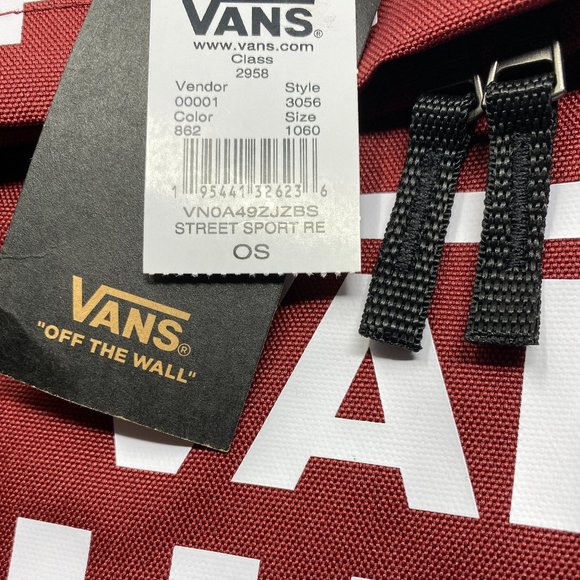 VANS
www.vans.com
Class
2958
Vendor Style
00001 3056
Color Size
862 1060
1 95441 32623 6
VN0A49ZJZBS
STREET SPORT RE
OS
VANS®
"OFF THE WALL"
VAN